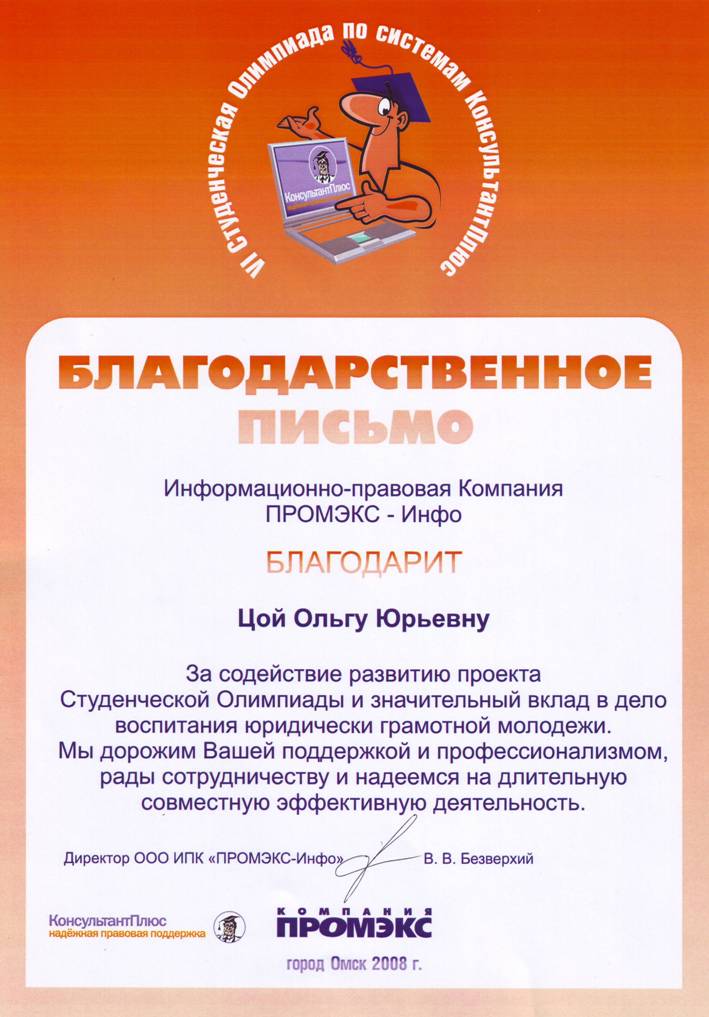 VI Студенческая Олимпиада по системам КонсультантПлюс
КонсультантПлюс
БЛАГОДАРСТВЕННОЕ
ПИСЬМО
Информационно-правовая Компания
ПРОМЭКС - Инфо
БЛАГОДАРИТ
Цой Ольгу Юрьевну
За содействие развитию проекта
Студенческой Олимпиады и значительный вклад в дело
воспитания юридически грамотной молодежи.
Мы дорожим Вашей поддержкой и профессионализмом,
рады сотрудничеству и надеемся на длительную
совместную эффективную деятельность.
Директор ООО ИПК «ПРОМЭКС-Инфо» В. В. Безверхий
КонсультантПлюс
надёжная правовая поддержка
КОМПАНИЯ
ПРОМЭКС
город Омск 2008 г.